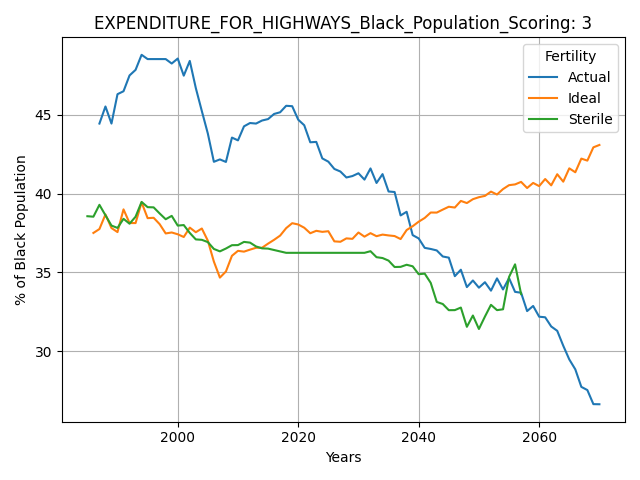 EXPENDITURE_FOR_HIGHWAYS_Black_Population_Scoring: 3
Fertility
Actual
Ideal
Sterile
% of Black Population
45
40
35
30
2000 2020 2040 2060
Years